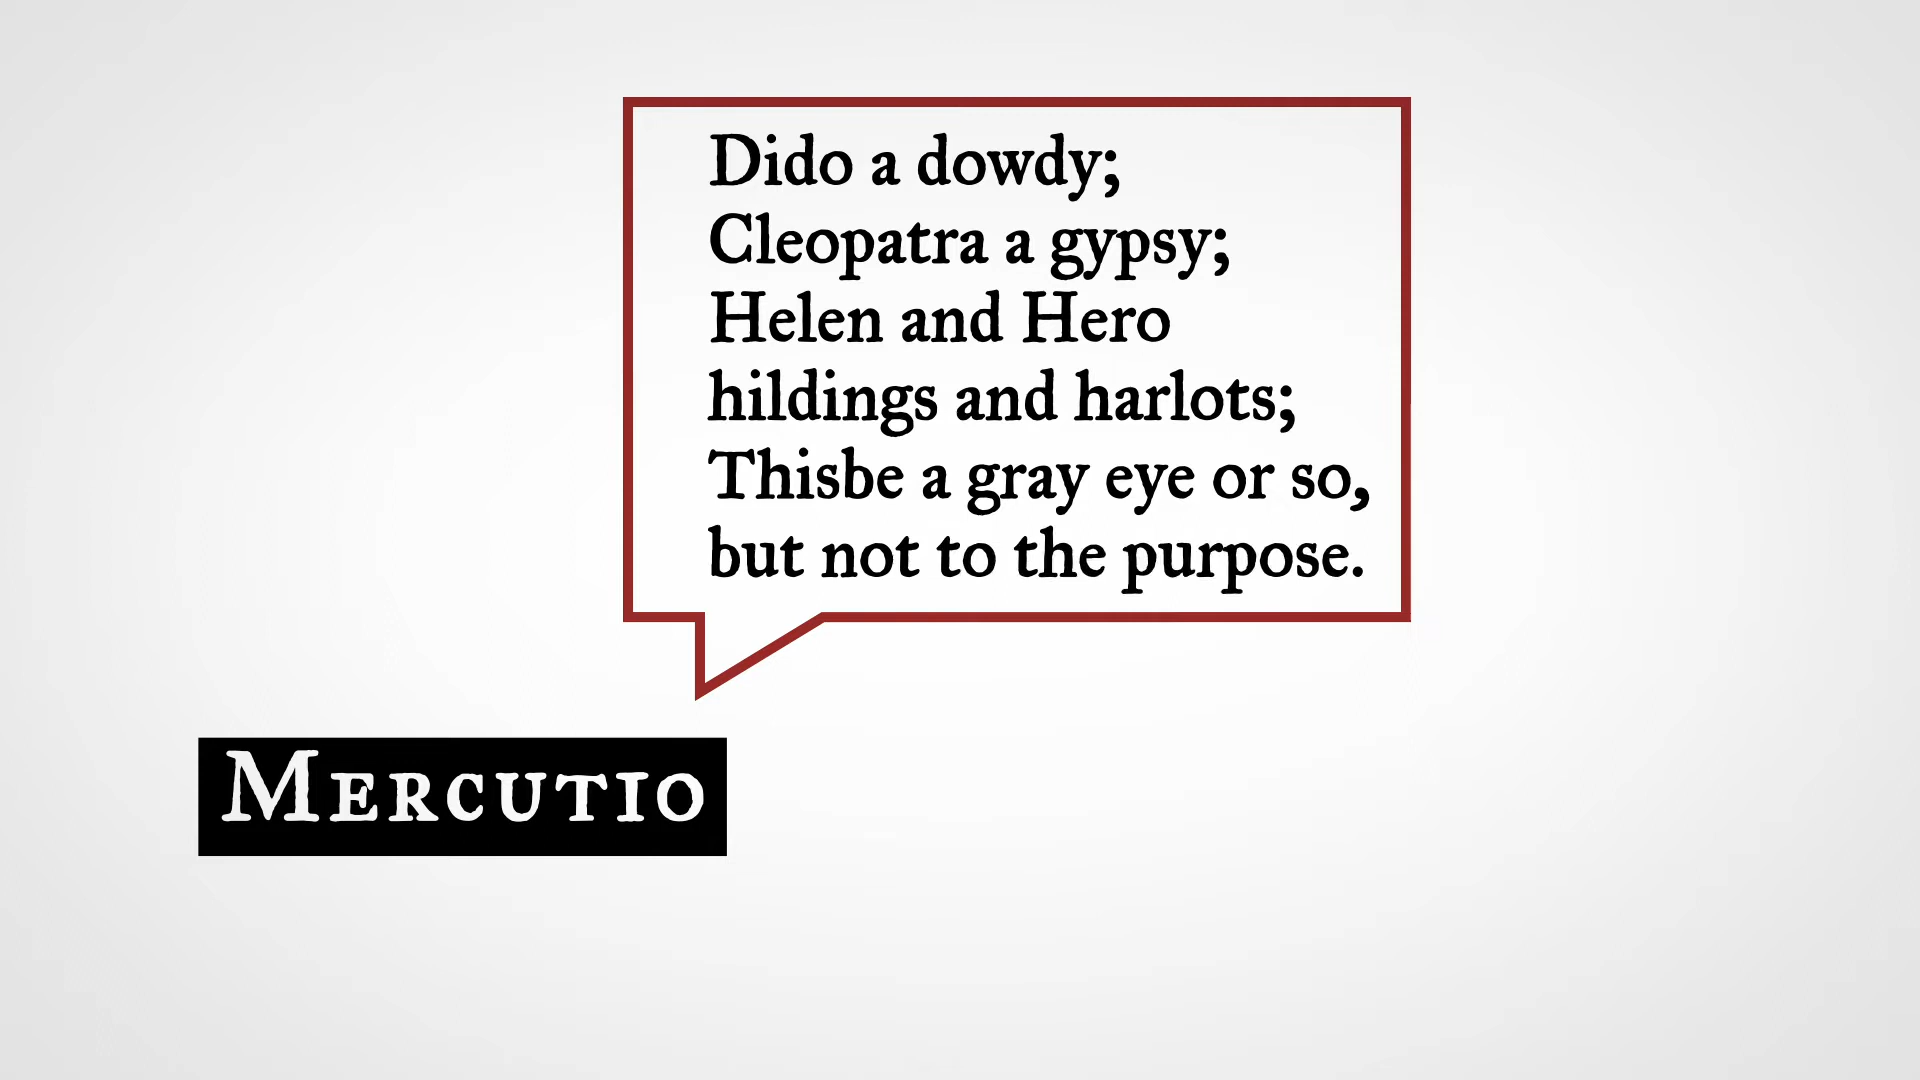 Dido a dowdy;
Cleopatra a gypsy;
Helen and Hero
hildings and harlots;
Thisbe a gray eye or so,
but not to the purpose.
Mercutio